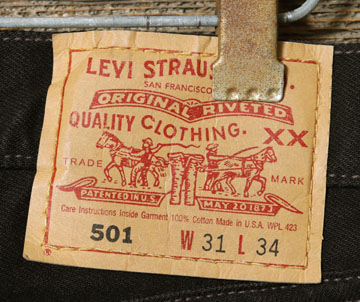 LEVI STRAUSS
SAN FRANCISCO
ORIGINAL RIVETED
QUALITY CLOTHING.
XX
TRADE MARK
PATENTED IN U.S. MAY 20 1873
Care Instructions Inside Garment 100% Cotton Made in U.S.A. WPL 423
501 W 31 L 34